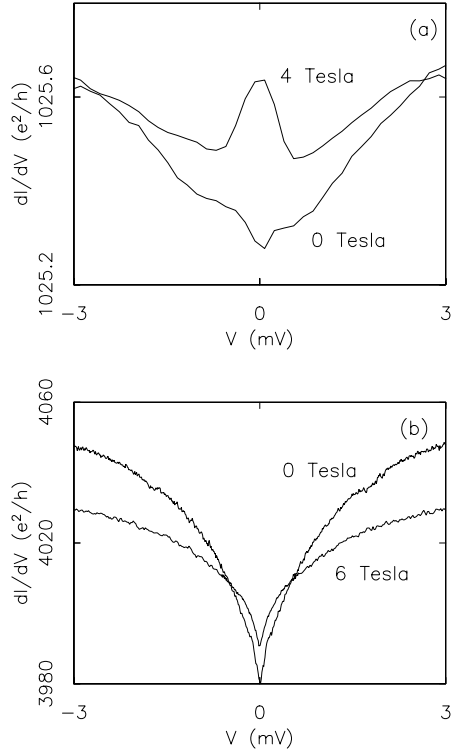 (a)
1025.6
4 Tesla
dI/dV (e²/h)
0 Tesla
1025.2
−3 0 3
V (mV)
4060
(b)
0 Tesla
dI/dV (e²/h)
4020
6 Tesla
3980
−3 0 3
V (mV)